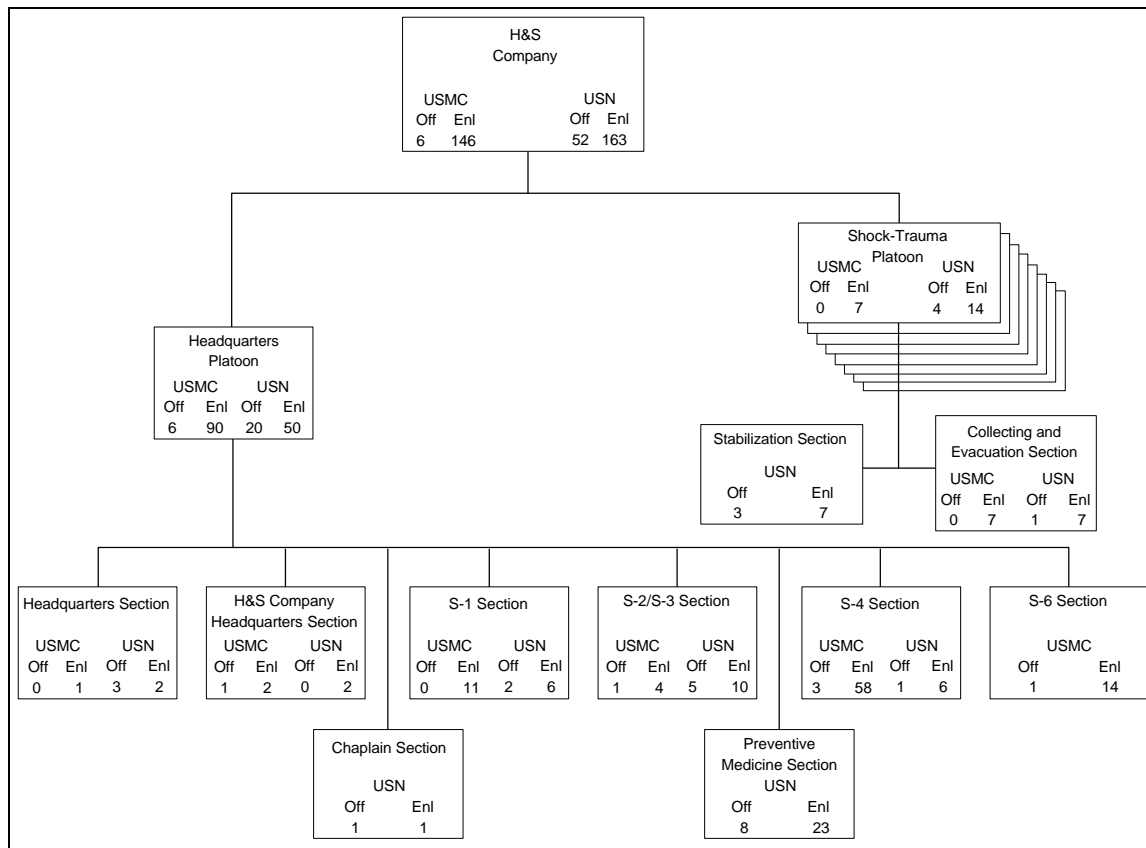 H&S
Company
USMC USN
Off Enl Off Enl
6 146 52 163
Shock-Trauma
Platoon
USMC USN
Off Enl Off Enl
0 7 4 14
Headquarters
Platoon
USMC USN
Off Enl Off Enl
6 90 20 50
Stabilization Section
USN
Off Enl
3 7
Collecting and
Evacuation Section
USMC USN
Off Enl Off Enl
0 7 1 7
Headquarters Section
USMC USN
Off Enl Off Enl
0 1 3 2
H&S Company
Headquarters Section
USMC USN
Off Enl Off Enl
1 2 0 2
S-1 Section
USMC USN
Off Enl Off Enl
0 11 2 6
S-2/S-3 Section
USMC USN
Off Enl Off Enl
1 4 5 10
S-4 Section
USMC USN
Off Enl Off Enl
3 58 1 6
S-6 Section
USMC
Off Enl
1 14
Chaplain Section
USN
Off Enl
1 1
Preventive
Medicine Section
USN
Off Enl
8 23